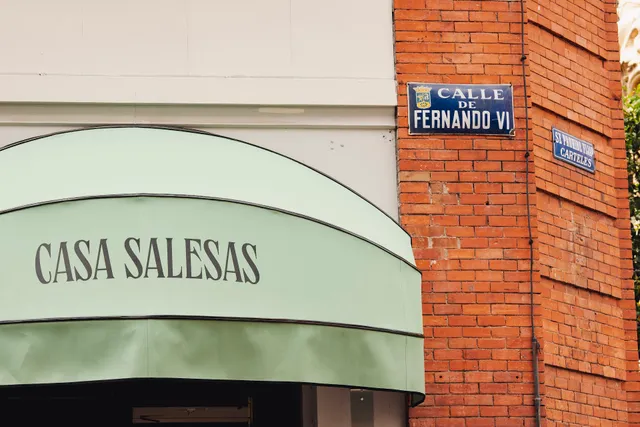 CASA SALESAS
CALLE
DE
FERNANDO VI
CARTELES